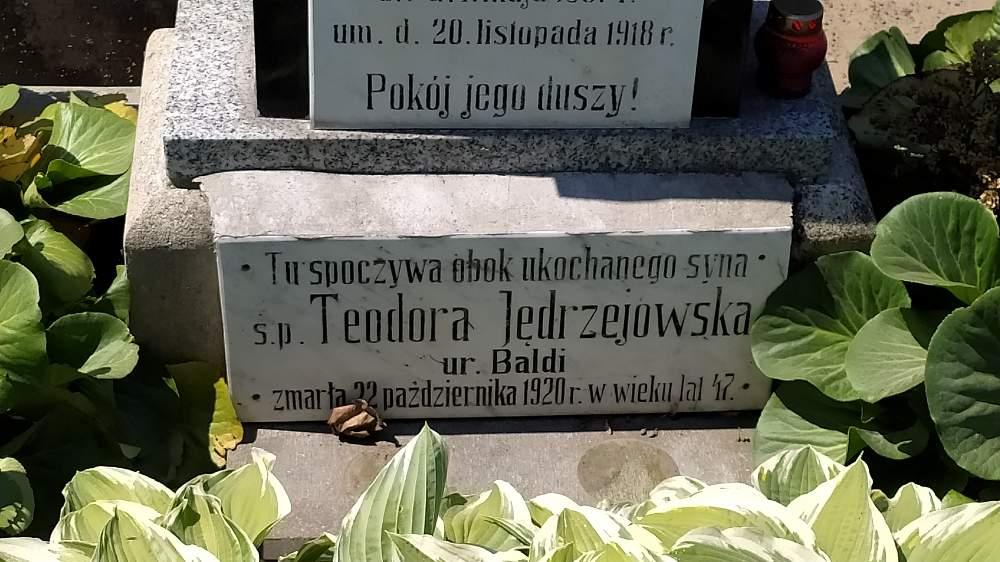 um. d. 20. listopada 1918 r.
Pokój jego duszy!
• Tu spoczywa obok ukochanego syna •
ś.p. Teodora Jędrzejowska
ur. Baldi
• zmarła 22 października 1920 r. w wieku lat 47. •